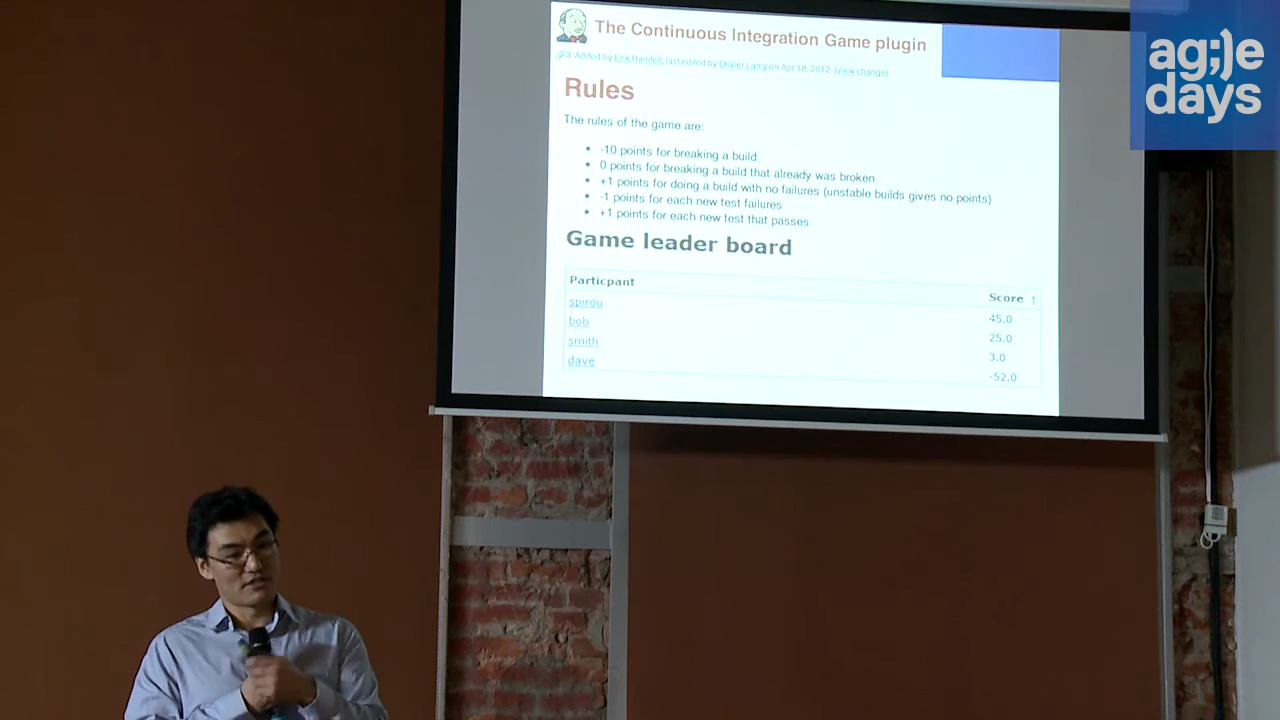 The Continuous Integration Game plugin
3, Added by Erik Ramfelt, last edited by Olivier Lamy on Apr 18, 2012 (view change)
Rules
The rules of the game are:
-10 points for breaking a build
0 points for breaking a build that already was broken
+1 points for doing a build with no failures (unstable builds gives no points)
-1 points for each new test failures
+1 points for each new test that passes
Game leader board
Particpant Score ↑
spirou 45.0
bob 25.0
smith 3.0
dave -52.0
ag;)e
days